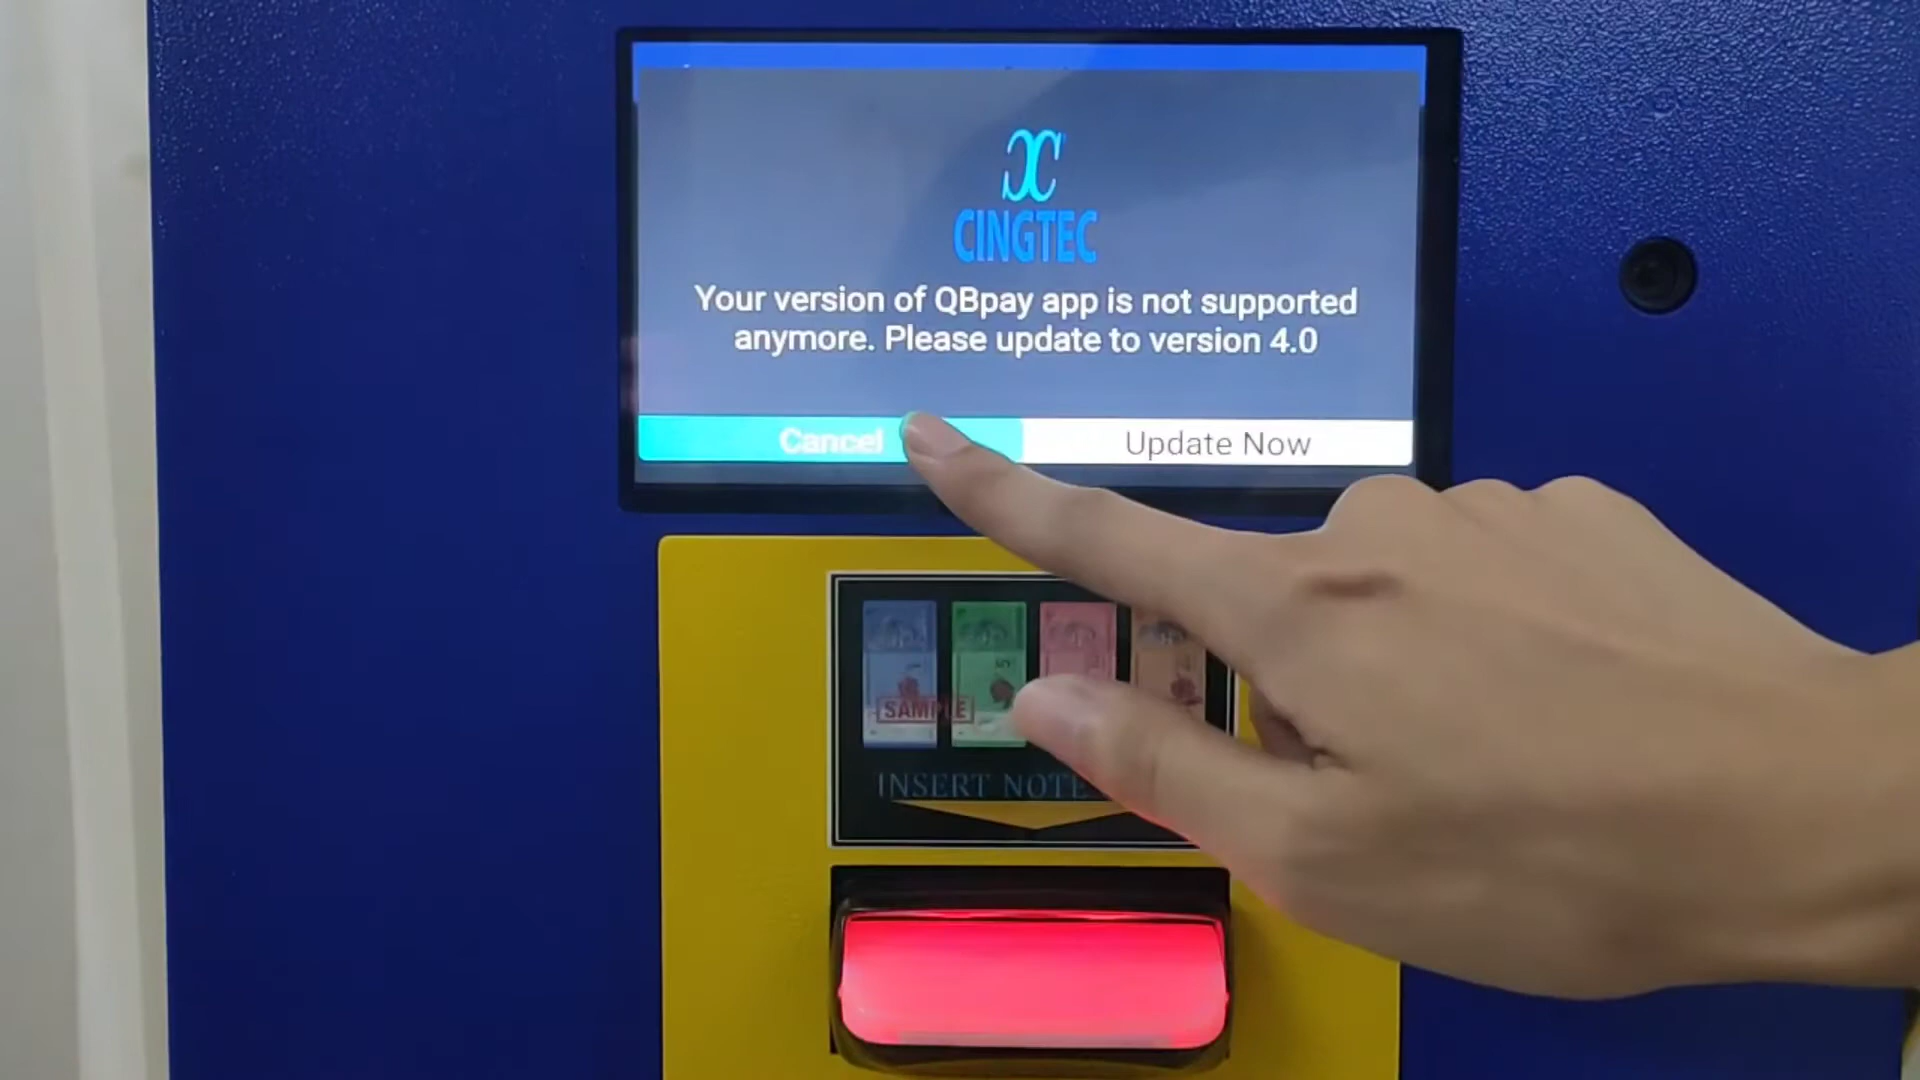 CINGTEC
Your version of QBpay app is not supported
anymore. Please update to version 4.0
Cancel
Update Now
SAMPLE
INSERT NOTE